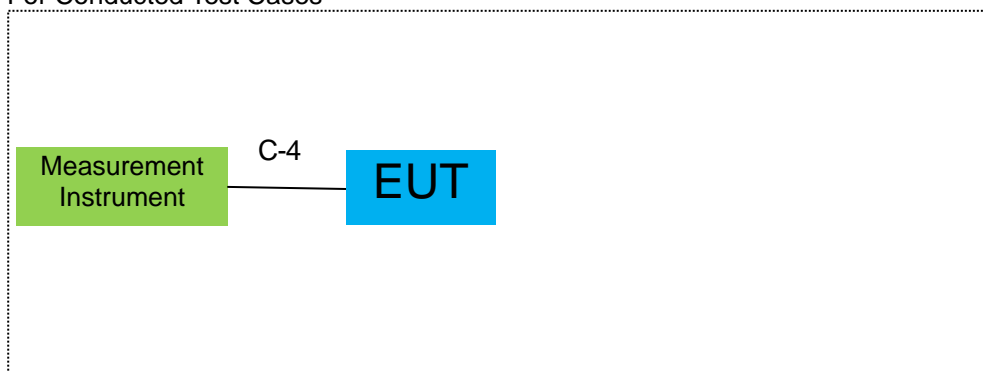 For Conducted Test Cases
C-4
Measurement
Instrument
EUT